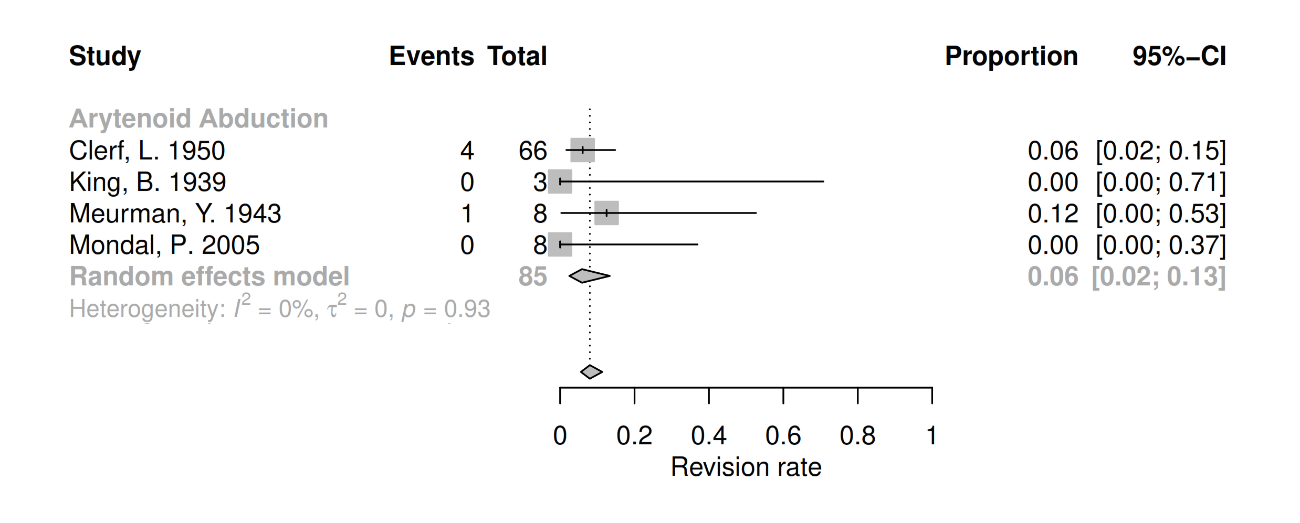 Study Events Total Proportion 95%−CI
Arytenoid Abduction
Clerf, L. 1950 4 66 0.06 [0.02; 0.15]
King, B. 1939 0 3 0.00 [0.00; 0.71]
Meurman, Y. 1943 1 8 0.12 [0.00; 0.53]
Mondal, P. 2005 0 8 0.00 [0.00; 0.37]
Random effects model 85 0.06 [0.02; 0.13]
Heterogeneity: I² = 0%, τ² = 0, p = 0.93
0 0.2 0.4 0.6 0.8 1
Revision rate